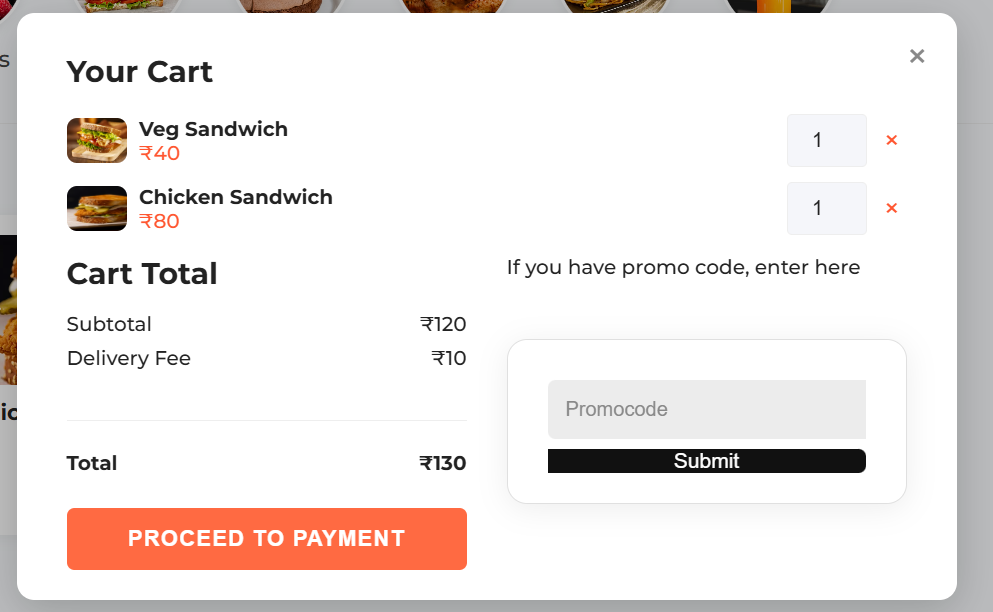 s
Your Cart
×
Veg Sandwich
₹40
1
×
Chicken Sandwich
₹80
1
×
Cart Total
Subtotal ₹120
Delivery Fee ₹10
Total ₹130
PROCEED TO PAYMENT
If you have promo code, enter here
Promocode
Submit
ic